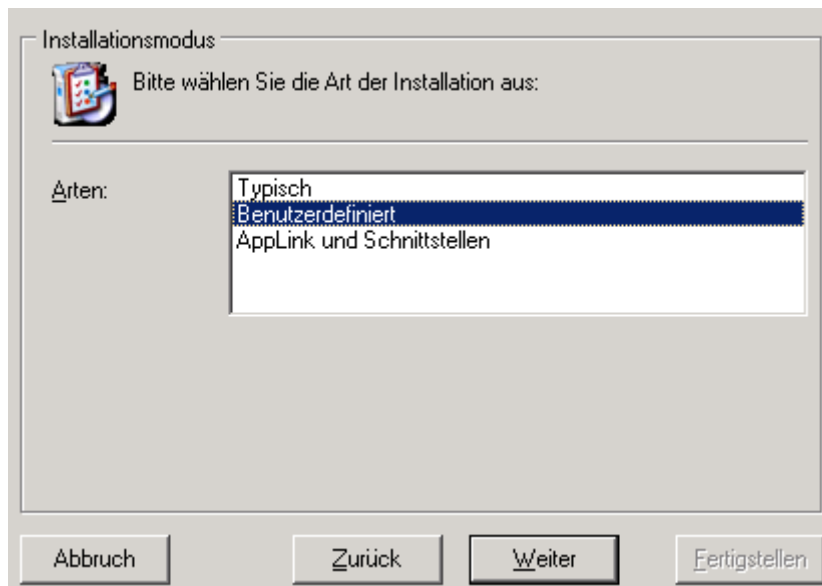 Installationsmodus
Bitte wählen Sie die Art der Installation aus:
Arten:
Typisch
Benutzerdefiniert
AppLink und Schnittstellen
Abbruch
Zurück
Weiter
Fertigstellen